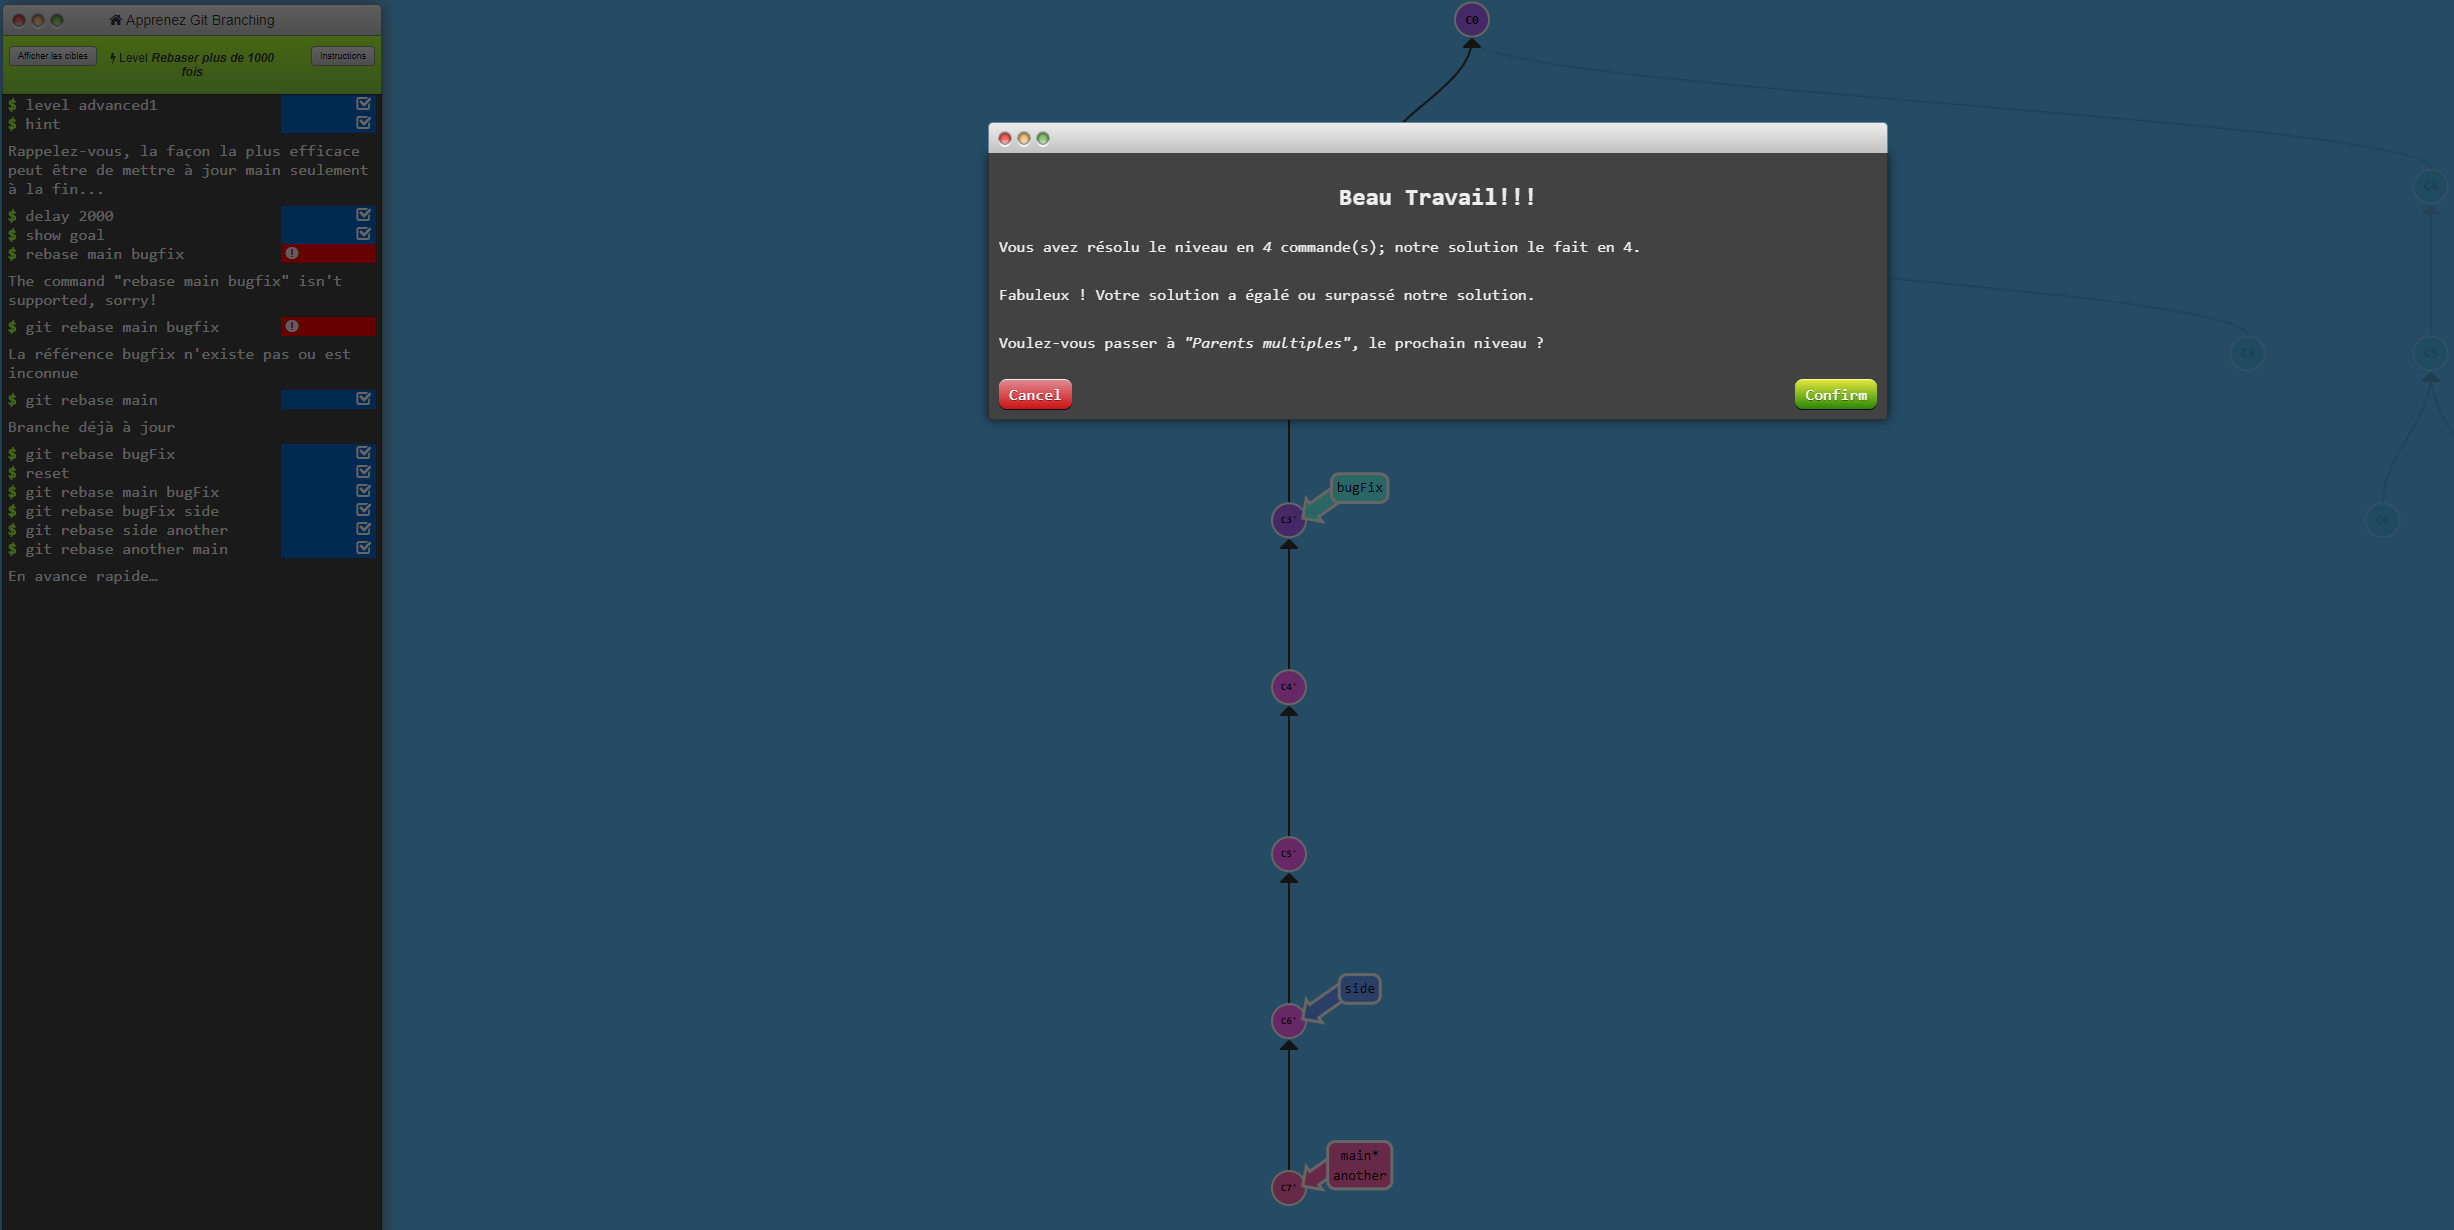 Apprenez Git Branching
Afficher les cibles
Level Rebaser plus de 1000
fois
Instructions
$ level advanced1
$ hint
Rappelez-vous, la façon la plus efficace
peut être de mettre à jour main seulement
à la fin...
$ delay 2000
$ show goal
$ rebase main bugfix
The command "rebase main bugfix" isn't
supported, sorry!
$ git rebase main bugfix
La référence bugfix n'existe pas ou est
inconnue
$ git rebase main
Branche déjà à jour
$ git rebase bugFix
$ reset
$ git rebase main bugFix
$ git rebase bugFix side
$ git rebase side another
$ git rebase another main
En avance rapide…
C0
Beau Travail!!!
Vous avez résolu le niveau en 4 commande(s); notre solution le fait en 4.
Fabuleux ! Votre solution a égalé ou surpassé notre solution.
Voulez-vous passer à "Parents multiples", le prochain niveau ?
Cancel
Confirm
C4
C3
C5
bugFix
C3'
C6
C4'
C5'
side
C6'
main*
another
C7'